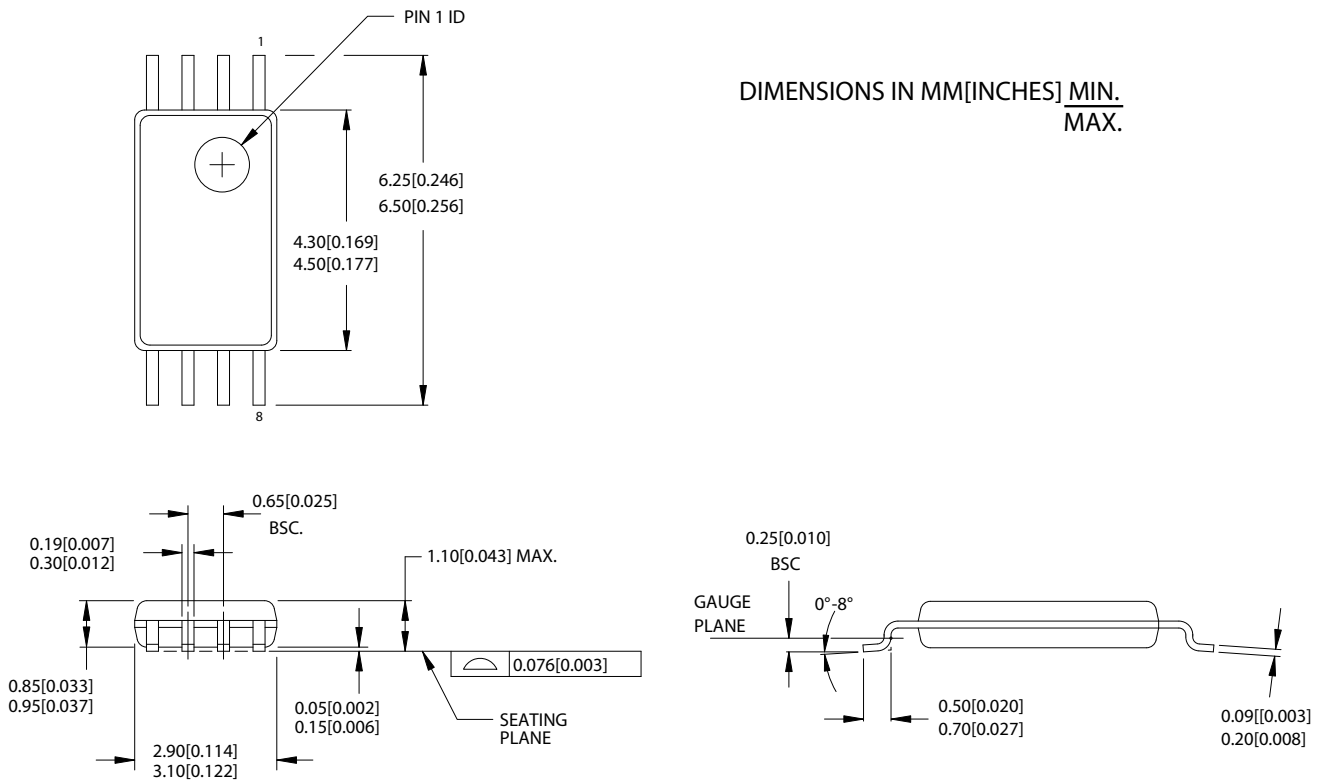 PIN 1 ID
1
DIMENSIONS IN MM[INCHES] MIN.
MAX.
6.25[0.246]
6.50[0.256]
4.30[0.169]
4.50[0.177]
8
0.65[0.025]
BSC.
0.19[0.007]
0.30[0.012]
1.10[0.043] MAX.
0.85[0.033]
0.95[0.037]
0.076[0.003]
0.05[0.002]
0.15[0.006]
SEATING
PLANE
2.90[0.114]
3.10[0.122]
0.25[0.010]
BSC
GAUGE
PLANE
0°-8°
0.50[0.020]
0.70[0.027]
0.09[[0.003]
0.20[0.008]